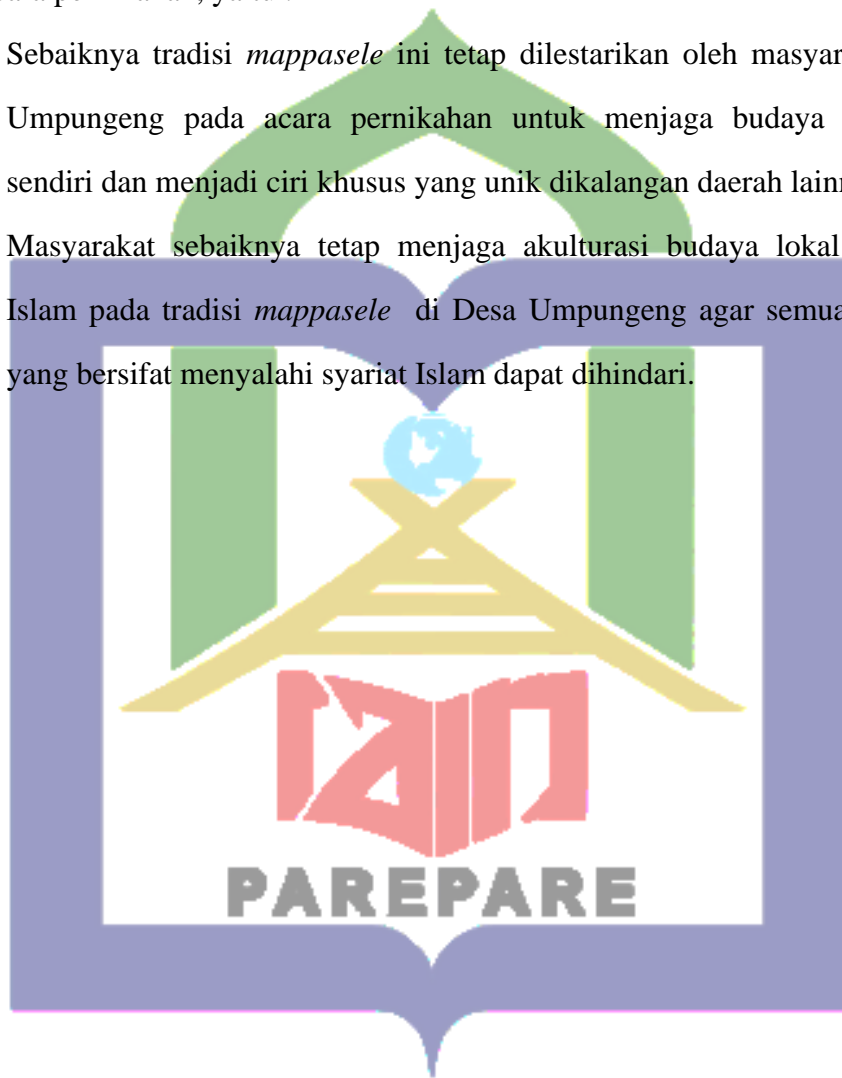 Sebaiknya tradisi mappasele ini tetap dilestarikan oleh
Umpungeng pada acara pernikahan untuk menjaga budaya
sendiri dan menjadi ciri khusus yang unik dikalangan daerah
Masyarakat sebaiknya tetap menjaga akulturasi budaya lokal
Islam pada tradisi mappasele di Desa Umpungeng agar semua
yang bersifat menyalahi syariat Islam dapat dihindari.
iain
PAREPARE